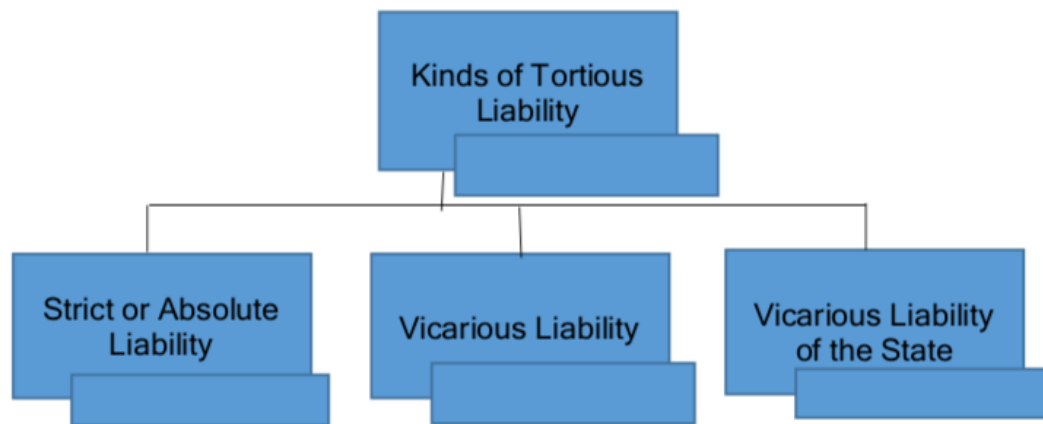 Kinds of Tortious
Liability
Strict or Absolute
Liability
Vicarious Liability
Vicarious Liability
of the State